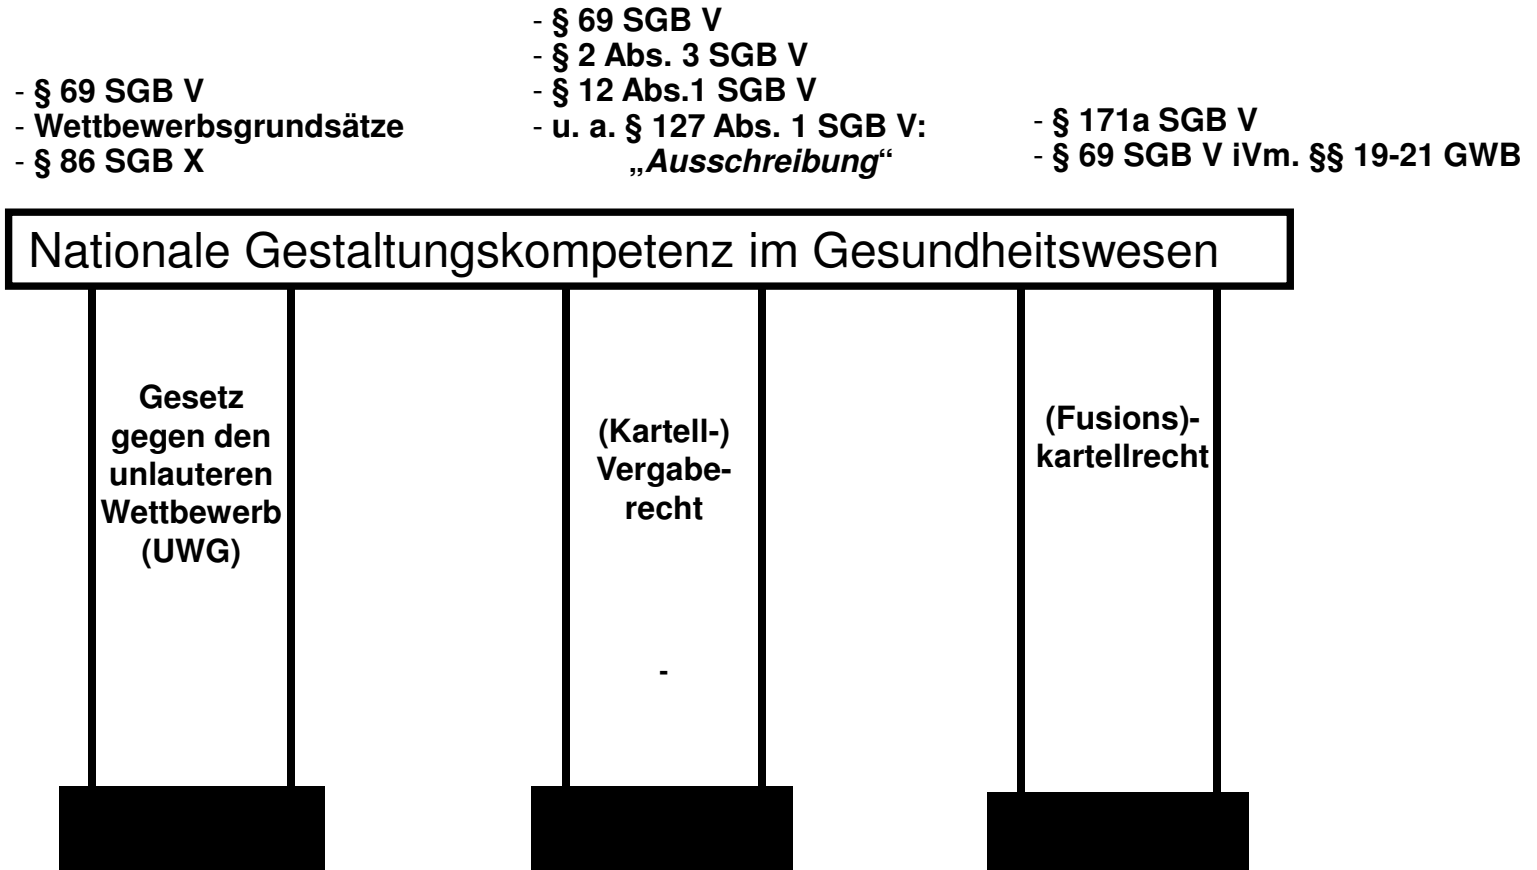 - § 69 SGB V
- Wettbewerbsgrundsätze
- § 86 SGB X
- § 69 SGB V
- § 2 Abs. 3 SGB V
- § 12 Abs.1 SGB V
- u. a. § 127 Abs. 1 SGB V:
„Ausschreibung“
- § 171a SGB V
- § 69 SGB V iVm. §§ 19-21 GWB
Nationale Gestaltungskompetenz im Gesundheitswesen
Gesetz
gegen den
unlauteren
Wettbewerb
(UWG)
(Kartell-)
Vergabe-
recht
-
(Fusions)-
kartellrecht